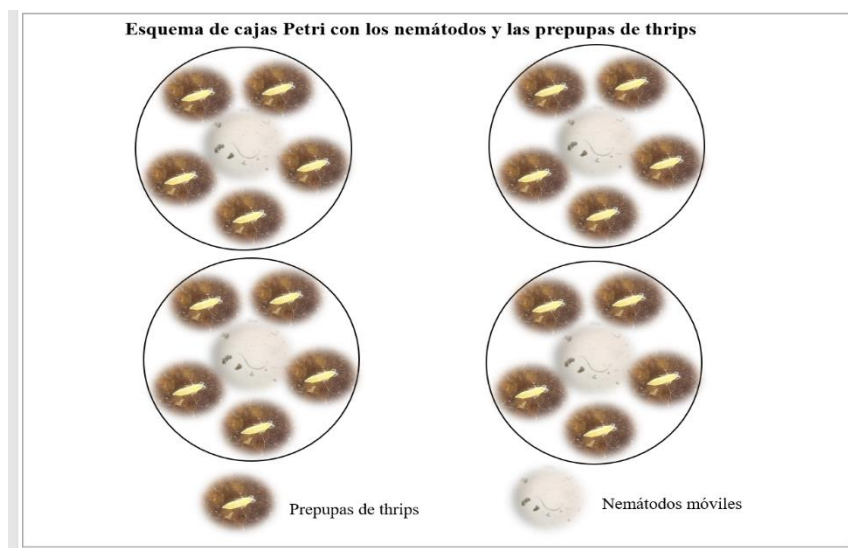 Esquema de cajas Petri con los nemátodos y las prepupas de thrips
Prepupas de thrips
Nemátodos móviles